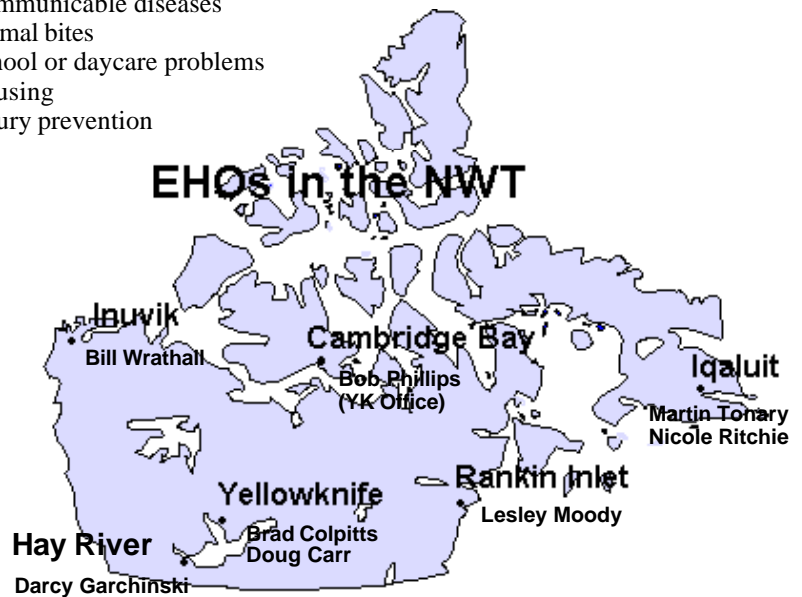 mmunicable diseases
mal bites
ool or daycare problems
using
ury prevention
EHOs in the NWT
Inuvik
Bill Wrathall
Cambridge Bay
Bob Phillips
(YK Office)
Iqaluit
Martin Tonary
Nicole Ritchie
Rankin Inlet
Lesley Moody
Yellowknife
Brad Colpitts
Doug Carr
Hay River
Darcy Garchinski